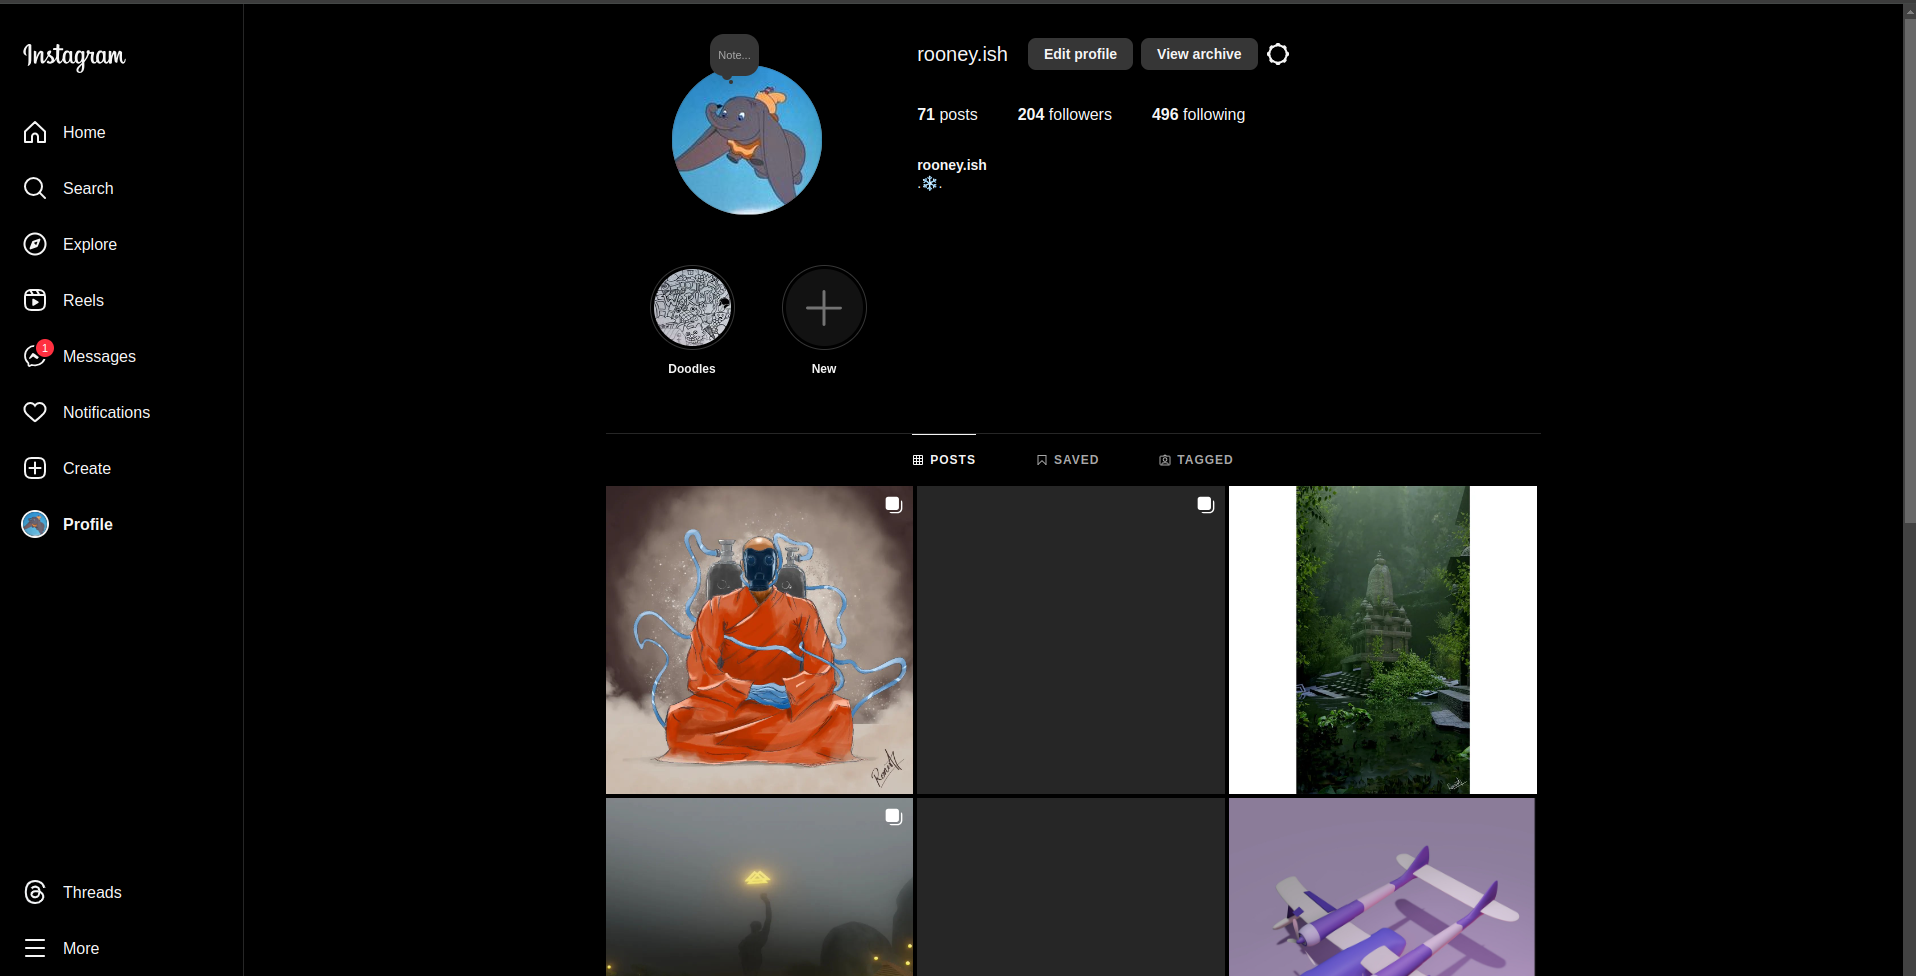 Instagram
Home
Search
Explore
Reels
1
Messages
Notifications
Create
Profile
Threads
More
Note...
rooney.ish
Edit profile
View archive
71 posts
204 followers
496 following
rooney.ish
.❄️.
Doodles
New
POSTS
SAVED
TAGGED